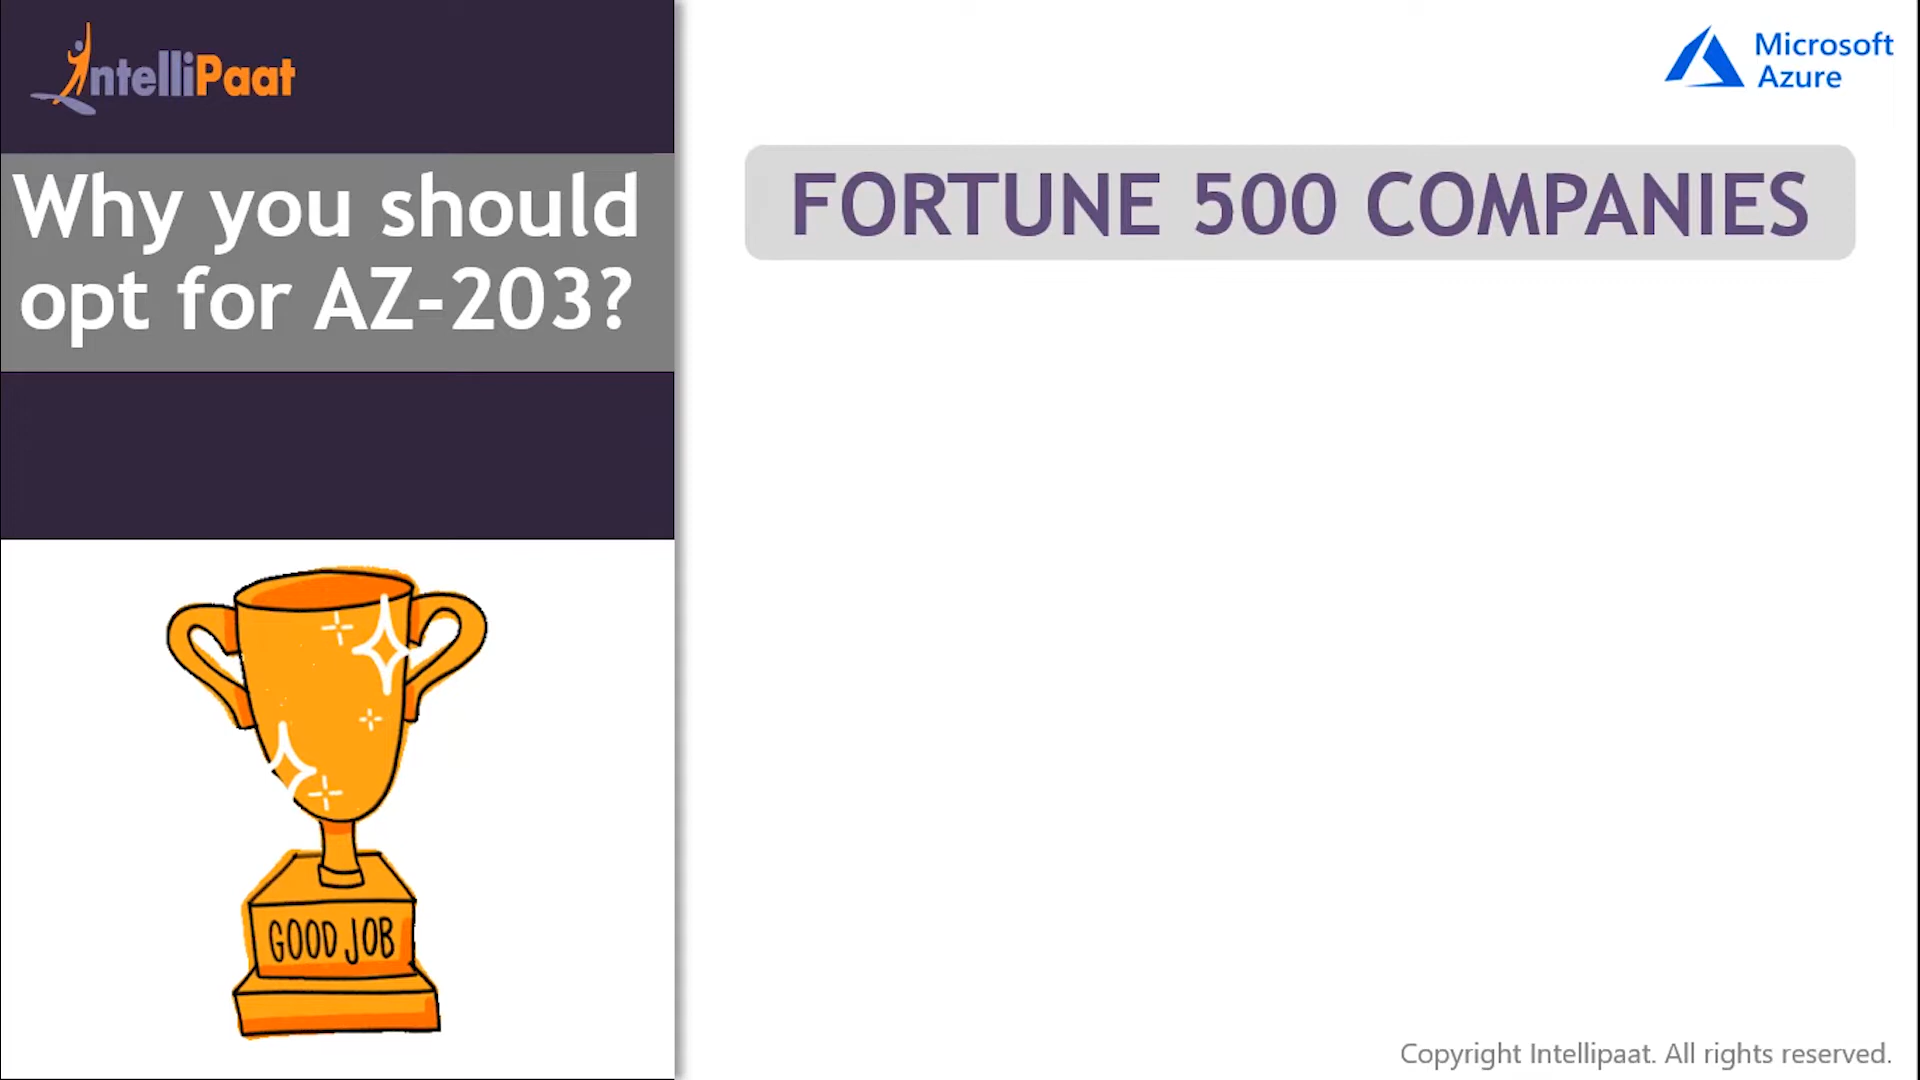 IntelliPaat
Why you should
opt for AZ-203?
GOOD JOB
Microsoft
Azure
FORTUNE 500 COMPANIES
Copyright Intellipaat. All rights reserved.